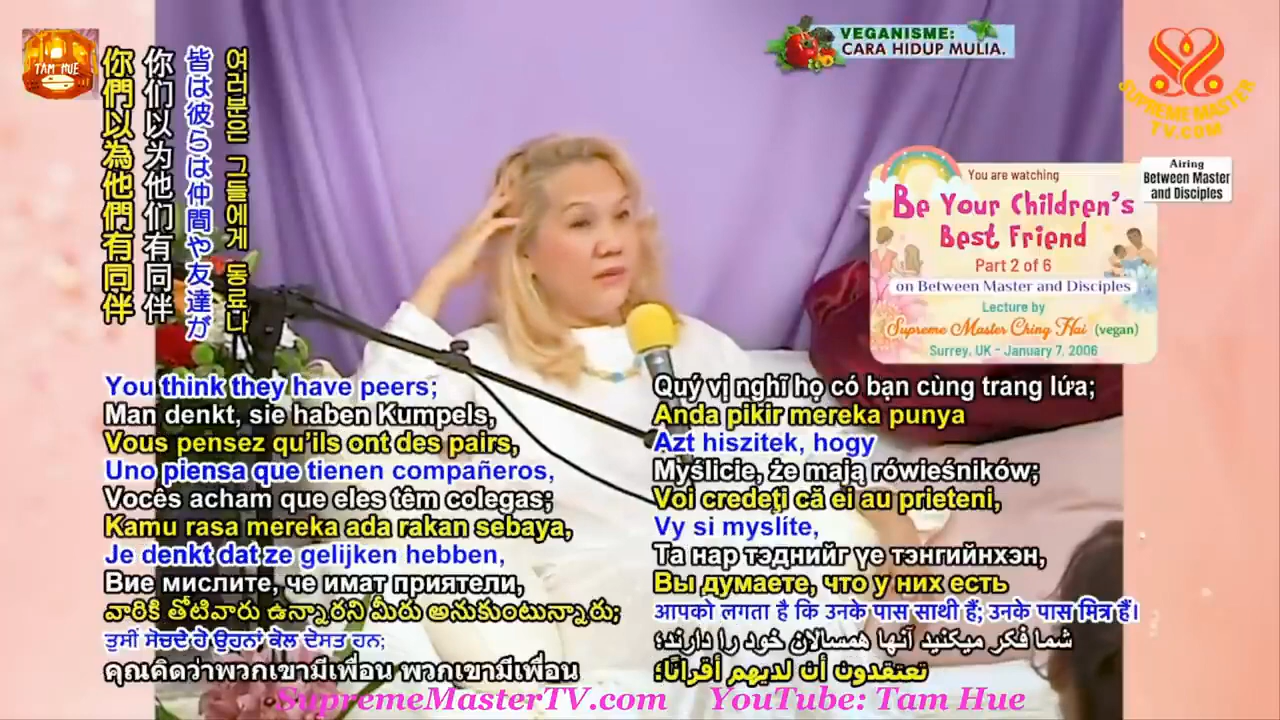 TAM HUE
你們以為他們有同伴
你们以为他们有同伴
皆は彼らは仲間や友達が
여러분은 그들에게 동료나
VEGANISME:
CARA HIDUP MULIA.
SUPREME MASTER
TV.COM
Airing
Between Master
and Disciples
You are watching
Be Your Children's
Best Friend
Part 2 of 6
on Between Master and Disciples
Lecture by
Supreme Master Ching Hai (vegan)
Surrey, UK - January 7, 2006
You think they have peers;
Man denkt, sie haben Kumpels,
Vous pensez qu'ils ont des pairs,
Uno piensa que tienen compañeros,
Vocês acham que eles têm colegas;
Kamu rasa mereka ada rakan sebaya,
Je denkt dat ze gelijken hebben,
Вие мислите, че имат приятели,
వారికి తోటివారు ఉన్నారని మీరు అనుకుంటున్నారు;
ਤੁਸੀਂ ਸੋਚਦੇ ਹੋ ਉਹਨਾਂ ਕੋਲ ਦੋਸਤ ਹਨ;
คุณคิดว่าพวกเขามีเพื่อน พวกเขามีเพื่อน
Quý vị nghĩ họ có bạn cùng trang lứa;
Anda pikir mereka punya
Azt hiszitek, hogy
Myślicie, że mają rówieśników;
Voi credeţi că ei au prieteni,
Vy si myslíte,
Та нар тэднийг үе тэнгийнхэн,
Вы думаете, что у них есть
आपको लगता है कि उनके पास साथी हैं; उनके पास मित्र हैं।
شما فکر میکنید آنها همسالان خود را دارند؛
تعتقدون أن لديهم أقرانًا؛
SupremeMasterTV.com YouTube: Tam Hue